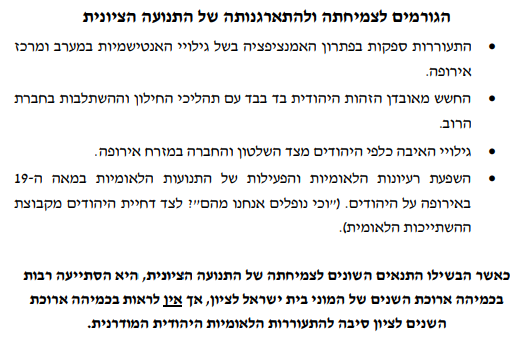 הגורמים לצמיחתה ולהתארגנותה של התנועה הציונית
• התעוררות ספקות בפתרון האמנציפציה בשל גילויי האנטישמיות במערב ומרכז
אירופה.
• החשש מאובדן הזהות היהודית בד בבד עם תהליכי החילון וההשתלבות בחברת
הרוב.
• גילויי האיבה כלפי היהודים מצד השלטון והחברה במזרח אירופה.
• השפעת רעיונות הלאומיות והפעילות של התנועות הלאומיות במאה ה-19
באירופה על היהודים. ("וכי נופלים אנחנו מהם"? לצד דחיית היהודים מקבוצת
ההשתייכות הלאומית).
כאשר הבשילו התנאים השונים לצמיחתה של התנועה הציונית, היא הסתייעה רבות
בכמיהה ארוכת השנים של המוני בית ישראל לציון, אך אין לראות בכמיהה ארוכת
השנים לציון סיבה להתעוררות הלאומיות היהודית המודרנית.